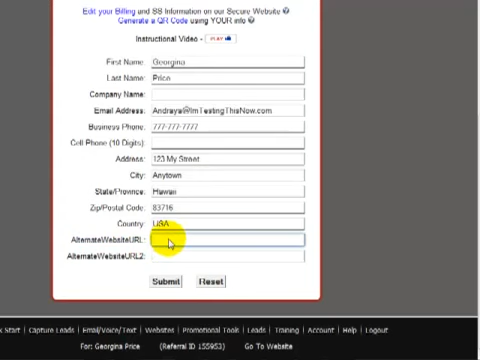 Edit your Billing and SS Information on our Secure Website
Generate a QR Code using YOUR info
Instructional Video - PLAY
First Name: Georgina
Last Name: Price
Company Name:
Email Address: Andraya@ImTestingThisNow.com
Business Phone: 777-777-7777
Cell Phone (10 Digits):
Address: 123 My Street
City: Anytown
State/Province: Hawaii
Zip/Postal Code: 83716
Country: USA
AlternateWebsiteURL:
AlternateWebsiteURL2:
Submit Reset
Start | Capture Leads | Email/Voice/Text | Websites | Promotional Tools | Leads | Training | Account | Help | Logout
For: Georgina Price (Referral ID 155953) Go To Website